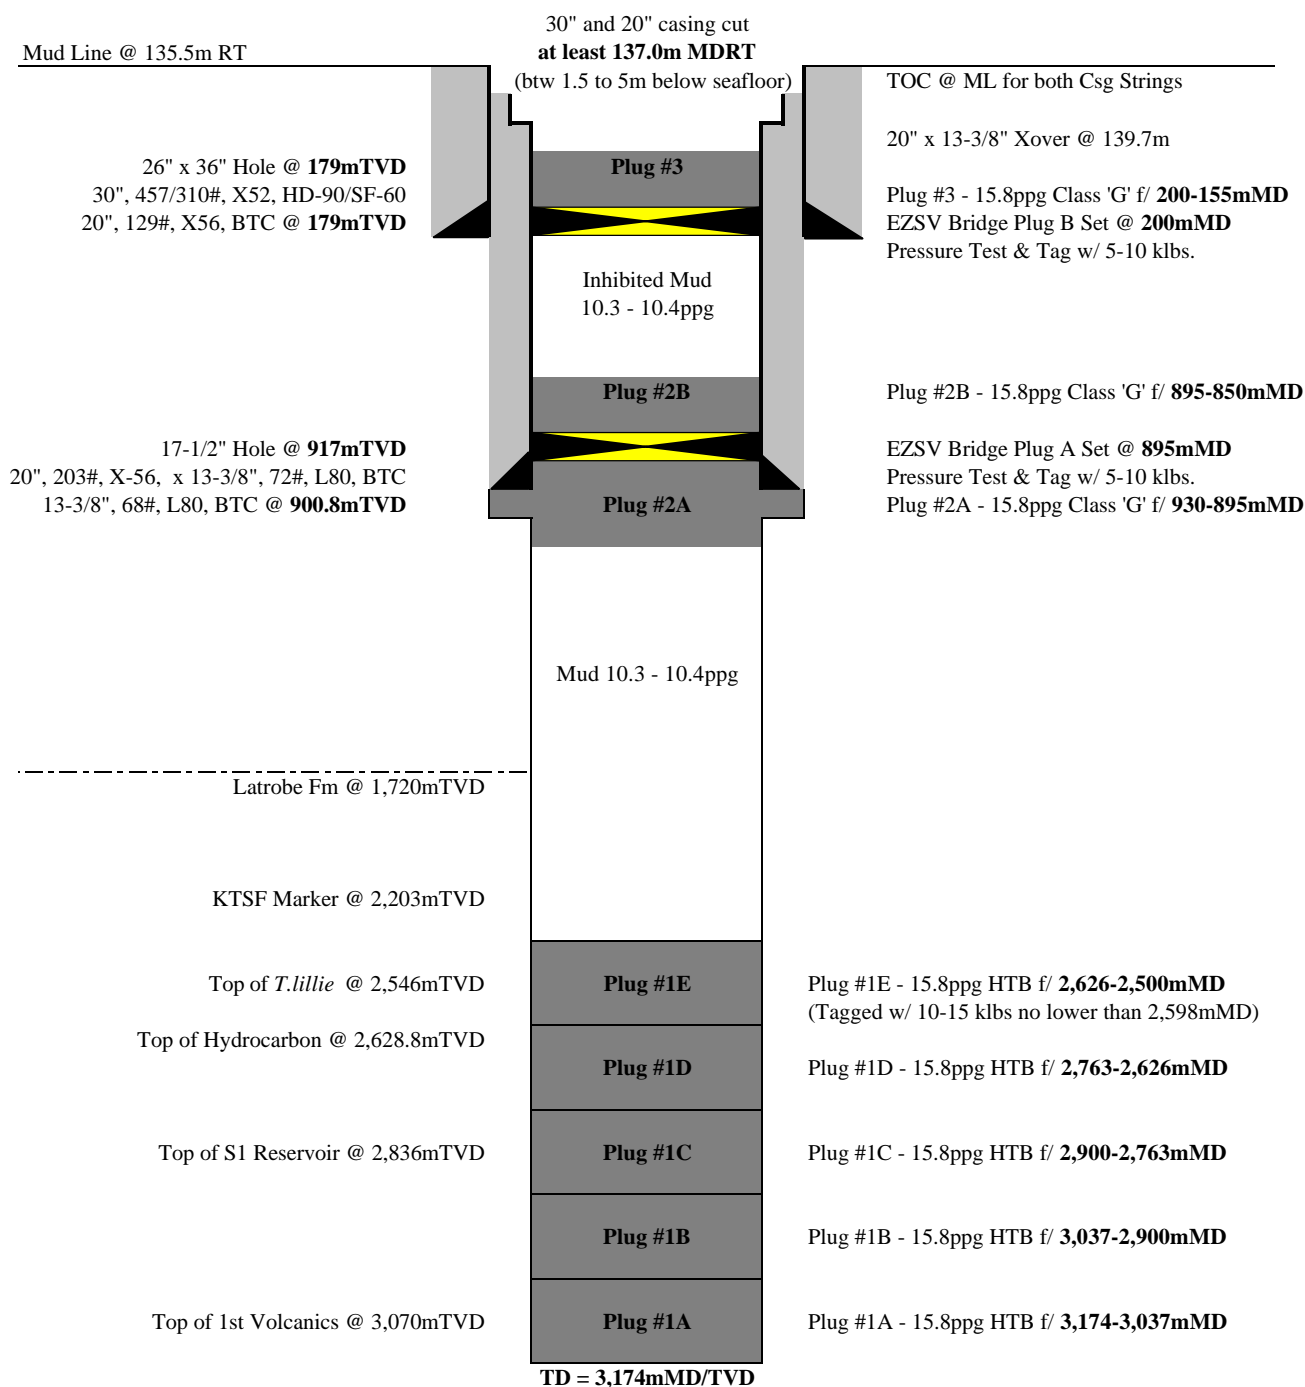 30" and 20" casing cut
Mud Line @ 135.5m RT
at least 137.0m MDRT
(btw 1.5 to 5m below seafloor)
TOC @ ML for both Csg Strings
20" x 13-3/8" Xover @ 139.7m
26" x 36" Hole @ 179mTVD
Plug #3
30", 457/310#, X52, HD-90/SF-60
Plug #3 - 15.8ppg Class 'G' f/ 200-155mMD
20", 129#, X56, BTC @ 179mTVD
EZSV Bridge Plug B Set @ 200mMD
Pressure Test & Tag w/ 5-10 klbs.
Inhibited Mud
10.3 - 10.4ppg
Plug #2B
Plug #2B - 15.8ppg Class 'G' f/ 895-850mMD
17-1/2" Hole @ 917mTVD
EZSV Bridge Plug A Set @ 895mMD
20", 203#, X-56,  x 13-3/8", 72#, L80, BTC
Pressure Test & Tag w/ 5-10 klbs.
13-3/8", 68#, L80, BTC @ 900.8mTVD
Plug #2A
Plug #2A - 15.8ppg Class 'G' f/ 930-895mMD
Mud 10.3 - 10.4ppg
Latrobe Fm @ 1,720mTVD
KTSF Marker @ 2,203mTVD
Top of T.lillie  @ 2,546mTVD
Plug #1E
Plug #1E - 15.8ppg HTB f/ 2,626-2,500mMD
(Tagged w/ 10-15 klbs no lower than 2,598mMD)
Top of Hydrocarbon @ 2,628.8mTVD
Plug #1D
Plug #1D - 15.8ppg HTB f/ 2,763-2,626mMD
Top of S1 Reservoir @ 2,836mTVD
Plug #1C
Plug #1C - 15.8ppg HTB f/ 2,900-2,763mMD
Plug #1B
Plug #1B - 15.8ppg HTB f/ 3,037-2,900mMD
Top of 1st Volcanics @ 3,070mTVD
Plug #1A
Plug #1A - 15.8ppg HTB f/ 3,174-3,037mMD
TD = 3,174mMD/TVD